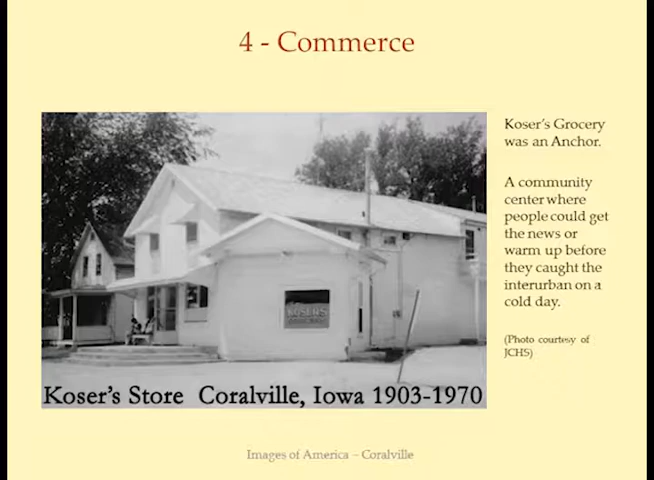 4 - Commerce
Koser's Grocery
was an Anchor.
A community
center where
people could get
the news or
warm up before
they caught the
interurban on a
cold day.
(Photo courtesy of
JCHS)
KOSER'S
Koser's Store Coralville, Iowa 1903-1970
Images of America – Coralville